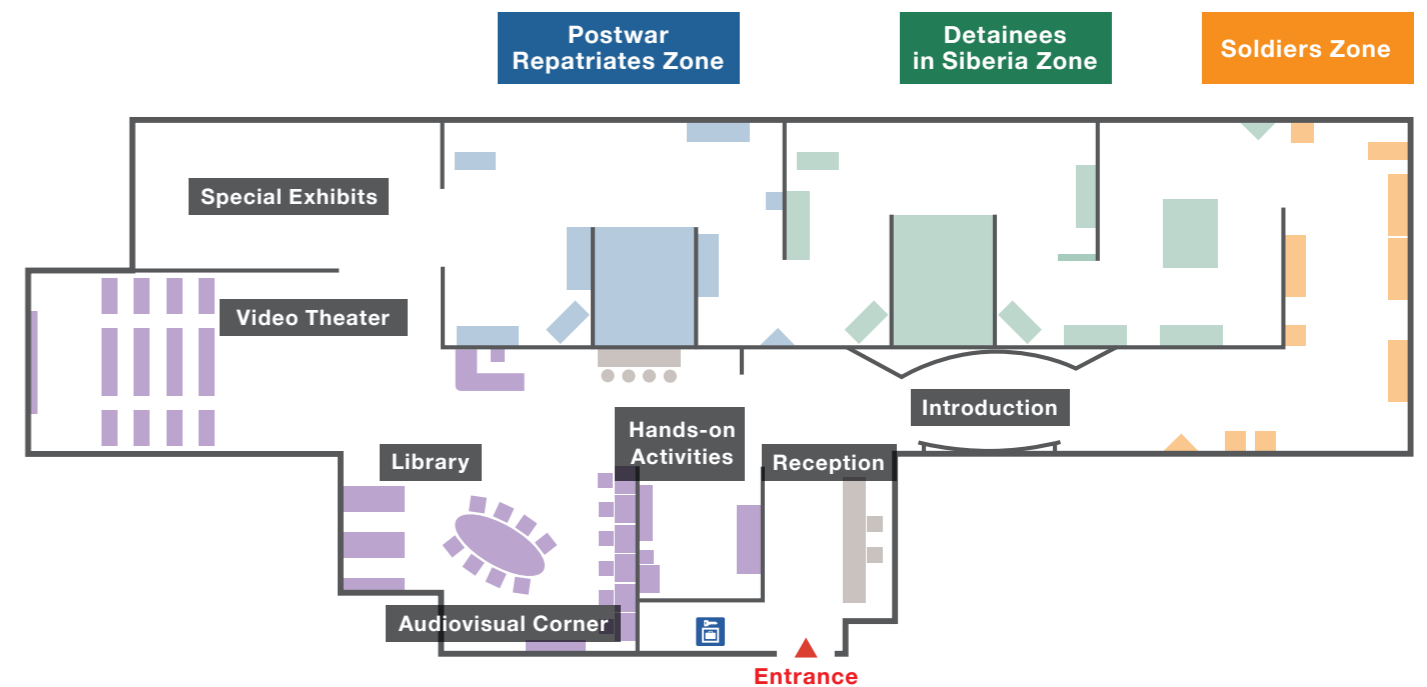 Postwar
Repatriates Zone
Detainees
in Siberia Zone
Soldiers Zone
Special Exhibits
Video Theater
Introduction
Hands-on
Activities
Library
Reception
Audiovisual Corner
Entrance